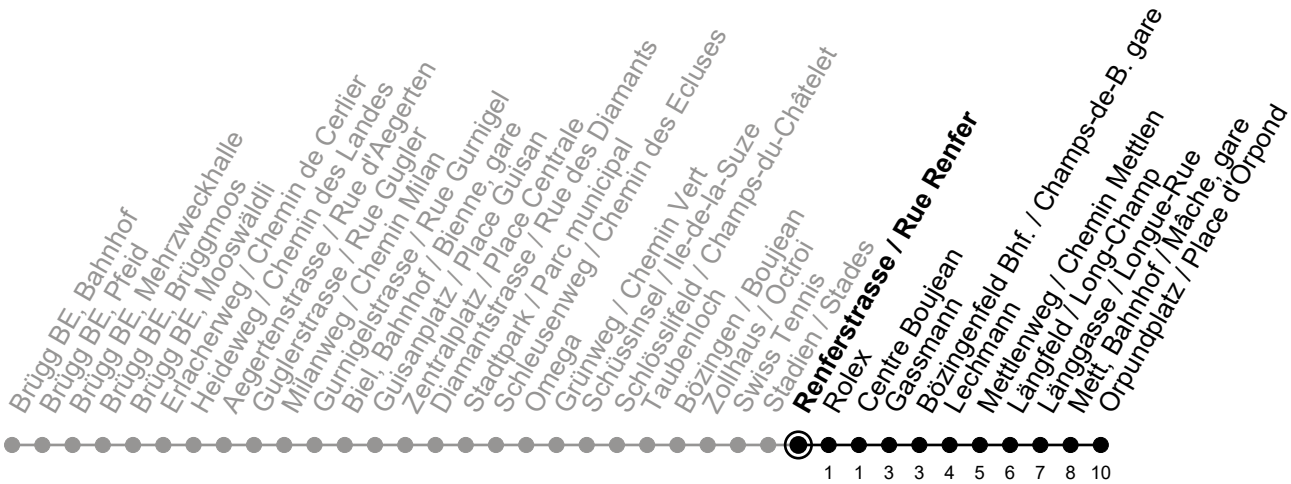 Brügg BE, Bahnhof
Brügg BE, Pfeid
Brügg BE, Mehrzweckhalle
Brügg BE, Brüggmoos
Brügg BE, Mooswäldi
Erlacherweg / Chemin de Cerlier
Heideweg / Chemin des Landes
Aegertenstrasse / Rue d'Aegerten
Guglerstrasse / Rue Gugler
Milanweg / Chemin Milan
Gurnigelstrasse / Rue Gurnigel
Biel, Bahnhof / Bienne, gare
Guisanplatz / Place Guisan
Zentralplatz / Place Centrale
Diamantstrasse / Rue des Diamants
Stadtpark / Parc municipal
Schleusenweg / Chemin des Ecluses
Omega
Grünweg / Chemin Vert
Schüssinsel / Ile-de-la-Suze
Schösslifeld / Champs-du-Châtelet
Taubenloch
Bözingen / Boujean
Zollhaus / Octroi
Swiss Tennis
Stadien / Stades
Renferstrasse / Rue Renfer
Rolex
Centre Boujean
Gassmann
Bözingenfeld Bhf. / Champs-de-B. gare
Lechmann
Mettlenweg / Chemin Mettlen
Längfeld / Long-Champ
Länggasse / Longue-Rue
Mett, Bahnhof / Mâche, gare
Orpundplatz / Place d'Orpond
1 1 3 3 4 5 6 7 8 10